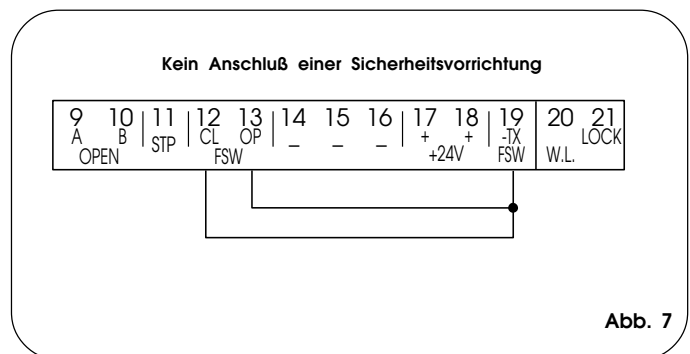 Kein Anschluß einer Sicherheitsvorrichtung
9 10 11 12 13 14 15 16 17 18 19 20 21
A B STP CL OP _ _ _ + + -TX LOCK
OPEN FSW +24V FSW W.L.
Abb. 7